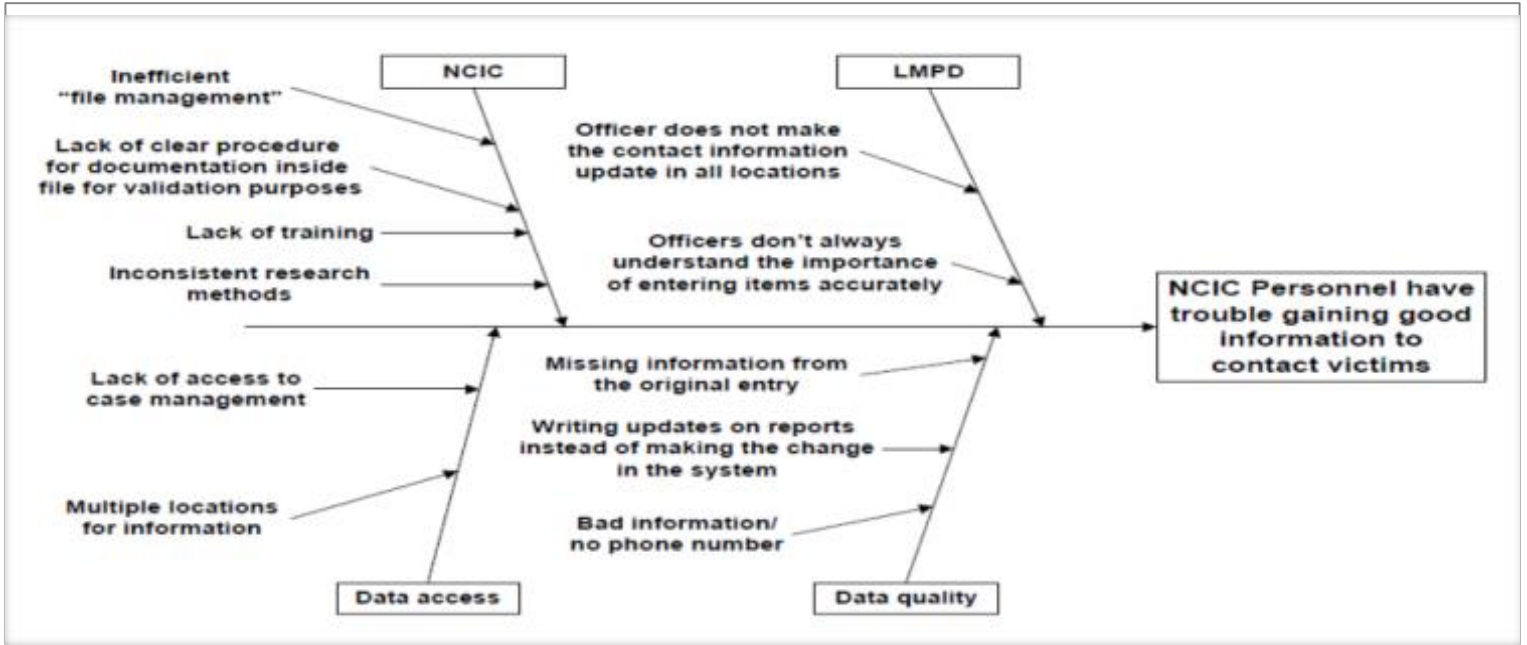 NCIC
Inefficient
“file management”
Lack of clear procedure
for documentation inside
file for validation purposes
Lack of training
Inconsistent research
methods
LMPD
Officer does not make
the contact information
update in all locations
Officers don’t always
understand the importance
of entering items accurately
NCIC Personnel have
trouble gaining good
information to
contact victims
Lack of access to
case management
Multiple locations
for information
Data access
Missing information from
the original entry
Writing updates on reports
instead of making the change
in the system
Bad information/
no phone number
Data quality